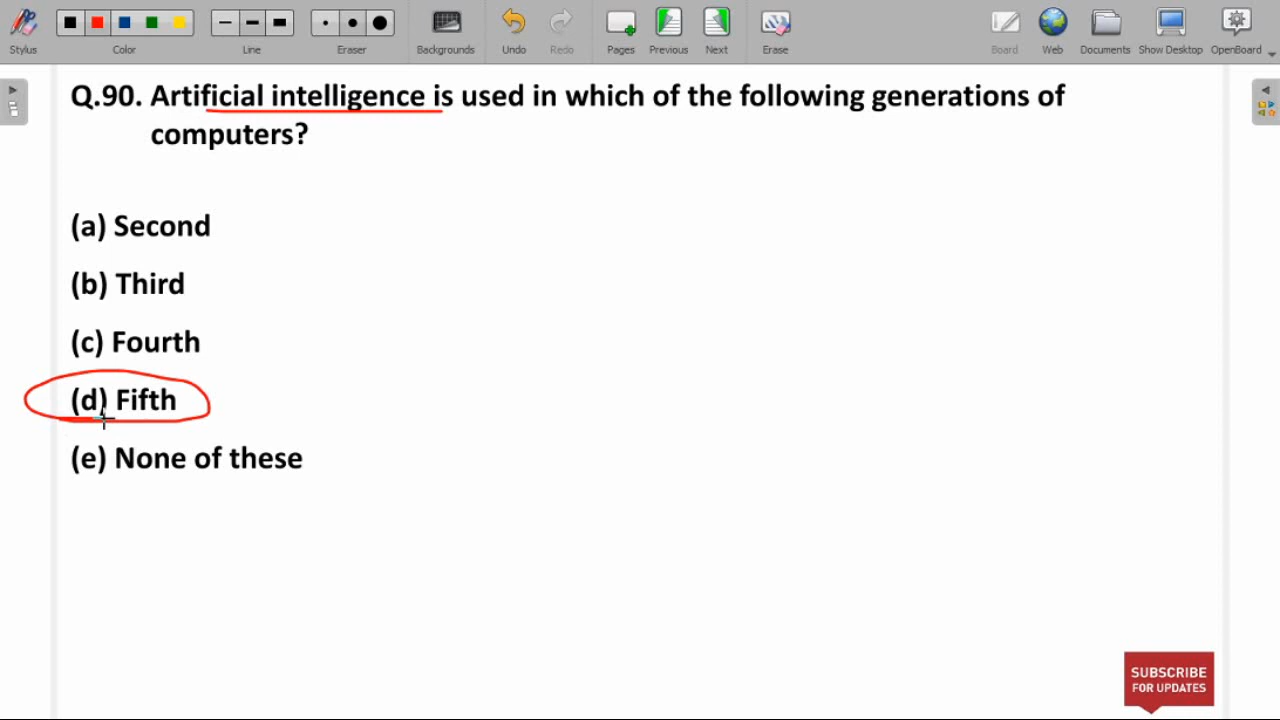 Stylus
Color
Line
Eraser
Backgrounds
Undo
Redo
Pages
Previous
Next
Erase
Board
Web
Documents
Show Desktop
OpenBoard
Q.90. Artificial intelligence is used in which of the following generations of
computers?
(a) Second
(b) Third
(c) Fourth
(d) Fifth
(e) None of these
SUBSCRIBE
FOR UPDATES